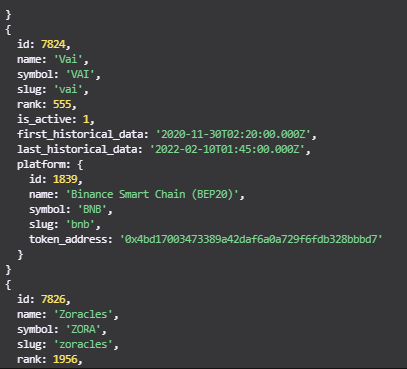 }
{
  id: 7824,
  name: 'Vai',
  symbol: 'VAI',
  slug: 'vai',
  rank: 555,
  is_active: 1,
  first_historical_data: '2020-11-30T02:20:00.000Z',
  last_historical_data: '2022-02-10T01:45:00.000Z',
  platform: {
    id: 1839,
    name: 'Binance Smart Chain (BEP20)',
    symbol: 'BNB',
    slug: 'bnb',
    token_address: '0x4bd17003473389a42daf6a0a729f6fdb328bbbd7'
  }
}
{
  id: 7826,
  name: 'Zoracles',
  symbol: 'ZORA',
  slug: 'zoracles',
  rank: 1956,